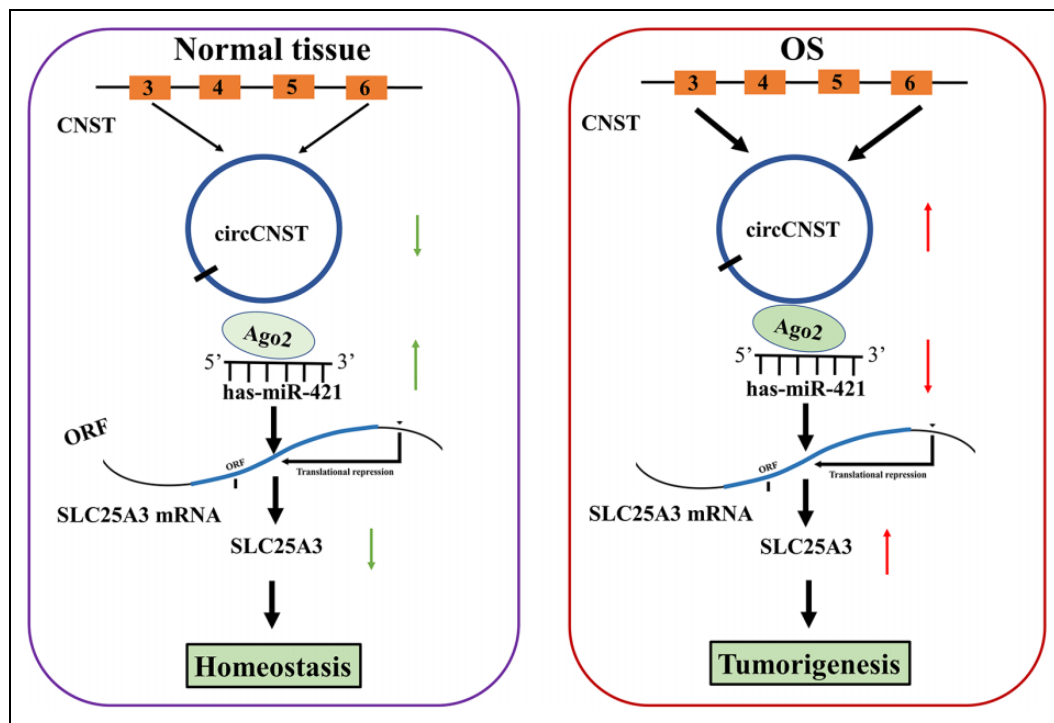 Normal tissue
3 4 5 6
CNST
circCNST
Ago2
5’ 3’
has-miR-421
ORF
ORF
Translational repression
SLC25A3 mRNA
SLC25A3
Homeostasis
OS
3 4 5 6
CNST
circCNST
Ago2
5’ 3’
has-miR-421
ORF
Translational repression
SLC25A3 mRNA
SLC25A3
Tumorigenesis